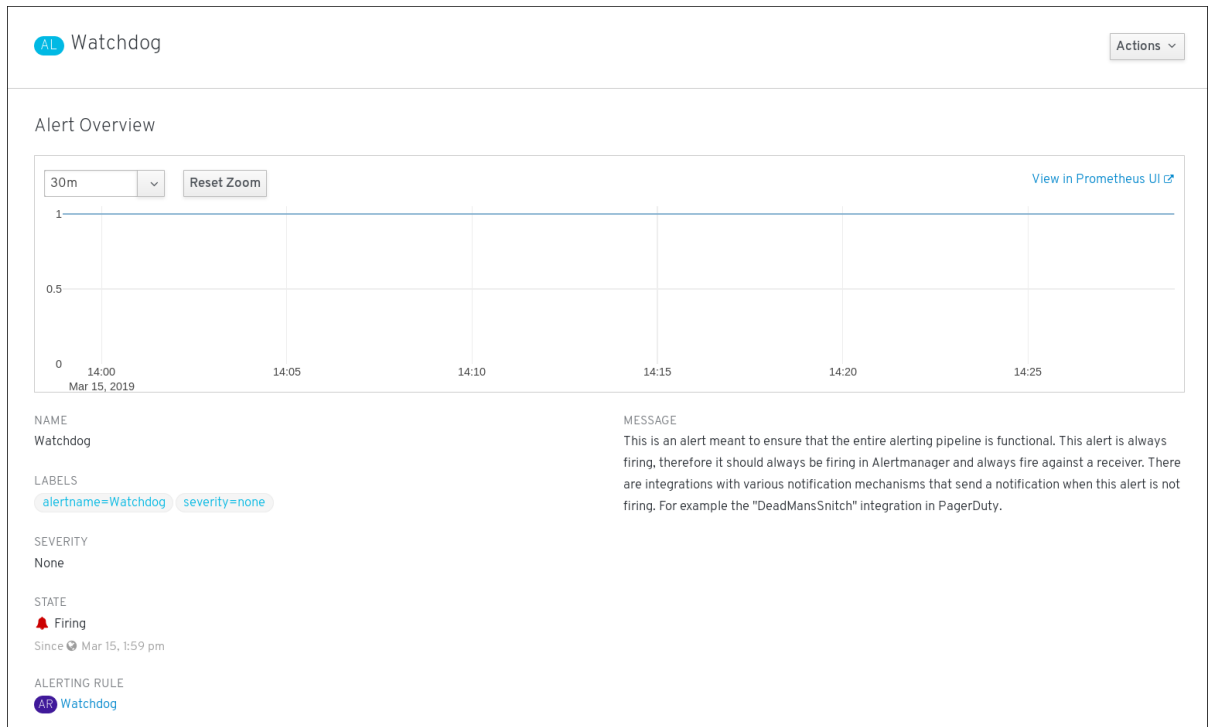 AL Watchdog
Actions
Alert Overview
30m
Reset Zoom
View in Prometheus UI
1
0.5
0
14:00 14:05 14:10 14:15 14:20 14:25
Mar 15, 2019
NAME
Watchdog
LABELS
alertname=Watchdog severity=none
SEVERITY
None
STATE
Firing
Since Mar 15, 1:59 pm
ALERTING RULE
AR Watchdog
MESSAGE
This is an alert meant to ensure that the entire alerting pipeline is functional. This alert is always
firing, therefore it should always be firing in Alertmanager and always fire against a receiver. There
are integrations with various notification mechanisms that send a notification when this alert is not
firing. For example the "DeadMansSnitch" integration in PagerDuty.